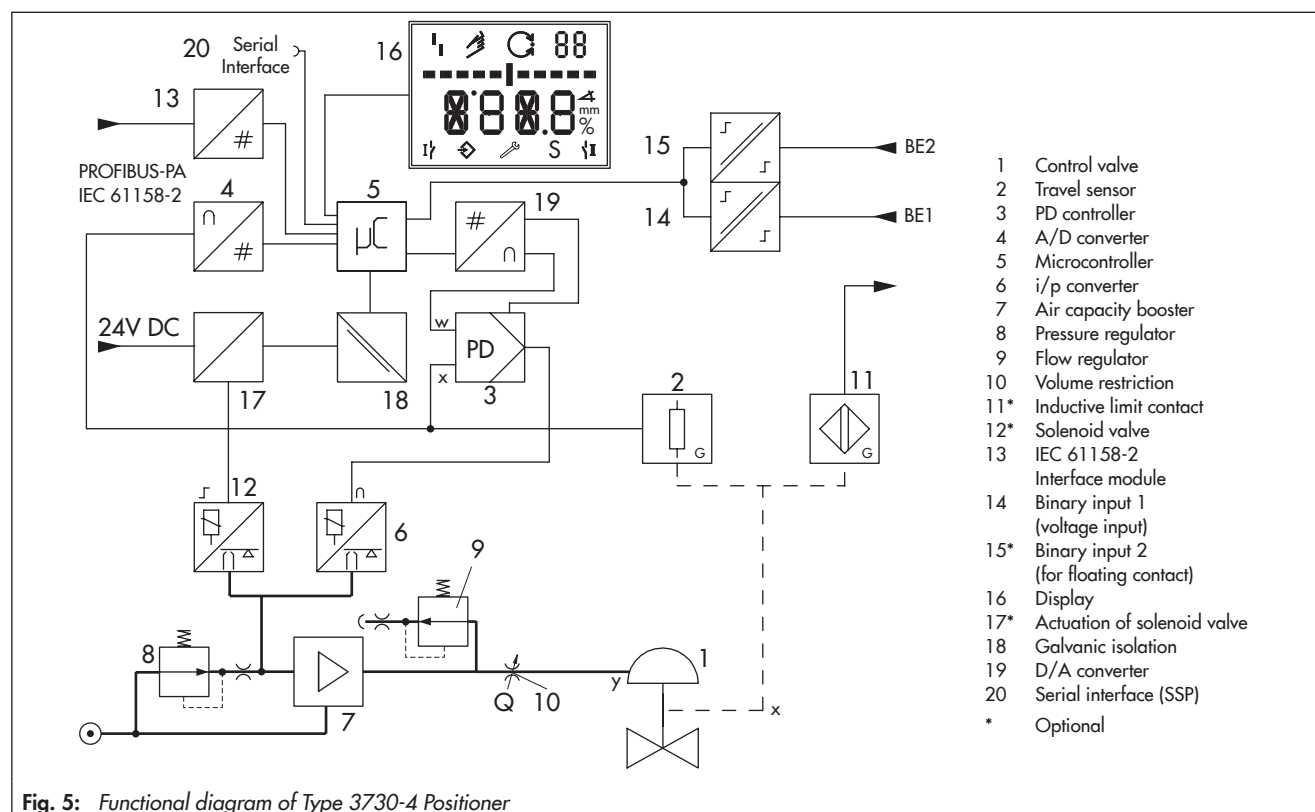 20 Serial
Interface
16
88
8.8 8.8
mm
%
S
13
#
PROFIBUS-PA
IEC 61158-2
4
#
5
µC
19
#
15
BE2
14
BE1
24V DC
17
18
w
PD
x
3
2
G
11
G
12
6
9
8
7
Q
10
y
1
x
1 Control valve
2 Travel sensor
3 PD controller
4 A/D converter
5 Microcontroller
6 i/p converter
7 Air capacity booster
8 Pressure regulator
9 Flow regulator
10 Volume restriction
11* Inductive limit contact
12* Solenoid valve
13 IEC 61158-2
Interface module
14 Binary input 1
(voltage input)
15* Binary input 2
(for floating contact)
16 Display
17* Actuation of solenoid valve
18 Galvanic isolation
19 D/A converter
20 Serial interface (SSP)
* Optional
Fig. 5: Functional diagram of Type 3730-4 Positioner